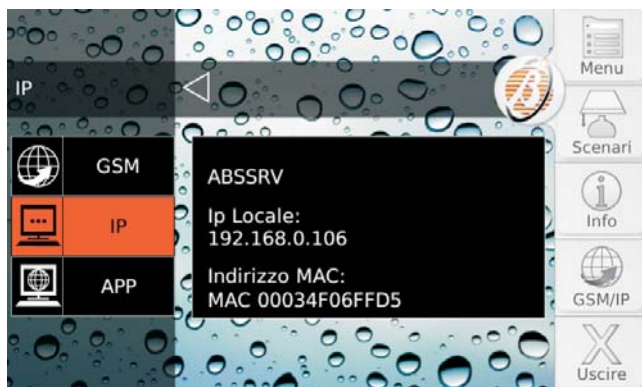 IP
GSM
IP
APP
ABSSRV
Ip Locale:
192.168.0.106
Indirizzo MAC:
MAC 00034F06FFD5
Menu
Scenari
Info
GSM/IP
Uscire